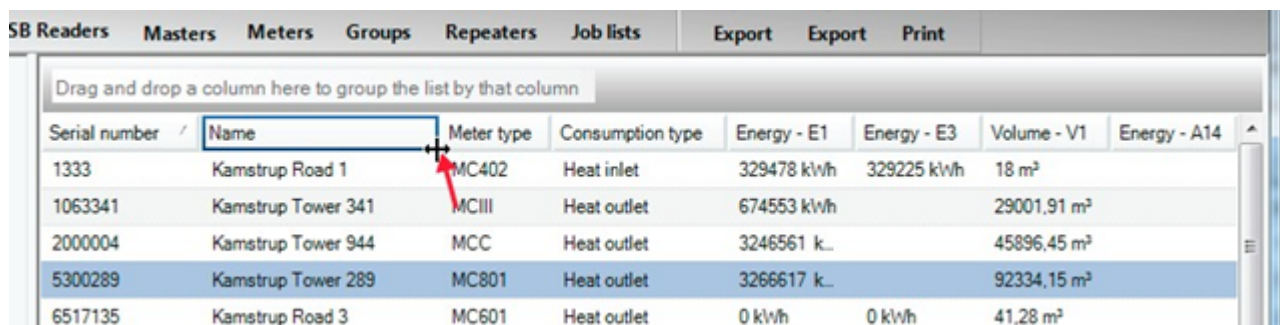 SB Readers Masters Meters Groups Repeaters Job lists Export Export Print
Drag and drop a column here to group the list by that column
Serial number Name Meter type Consumption type Energy - E1 Energy - E3 Volume - V1 Energy - A14
1333 Kamstrup Road 1 MC402 Heat inlet 329478 kWh 329225 kWh 18 m³
1063341 Kamstrup Tower 341 MCIII Heat outlet 674553 kWh 29001,91 m³
2000004 Kamstrup Tower 944 MCC Heat outlet 3246561 k... 45896,45 m³
5300289 Kamstrup Tower 289 MC801 Heat outlet 3266617 k... 92334,15 m³
6517135 Kamstrup Road 3 MC601 Heat outlet 0 kWh 0 kWh 41,28 m³